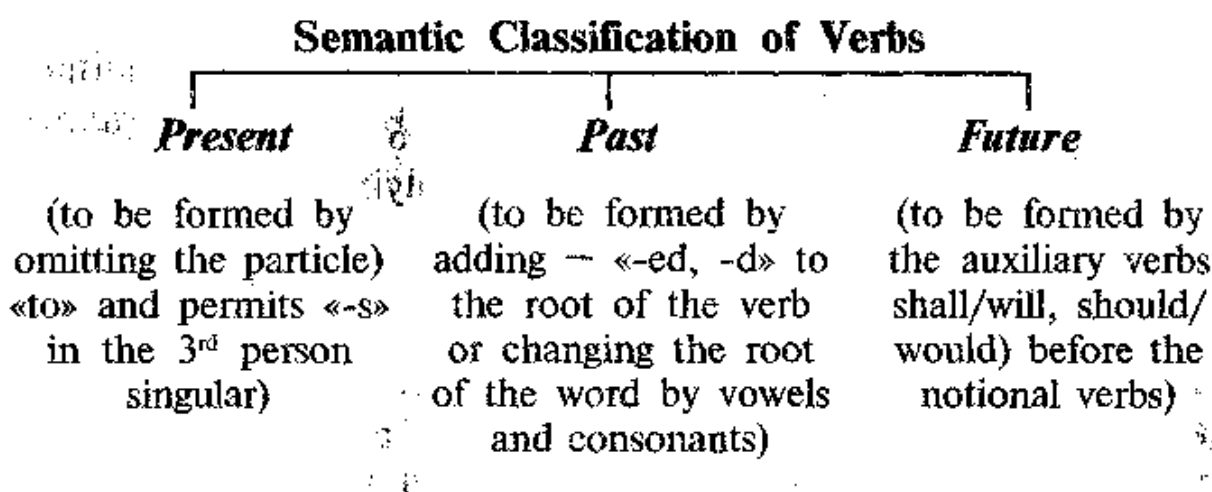 Semantic Classification of Verbs
Present
Past
Future
(to be formed by
omitting the particle)
«to» and permits «-s»
in the 3rd person
singular)
(to be formed by
adding — «-ed, -d» to
the root of the verb
or changing the root
of the word by vowels
and consonants)
(to be formed by
the auxiliary verbs
shall/will, should/
would) before the
notional verbs)